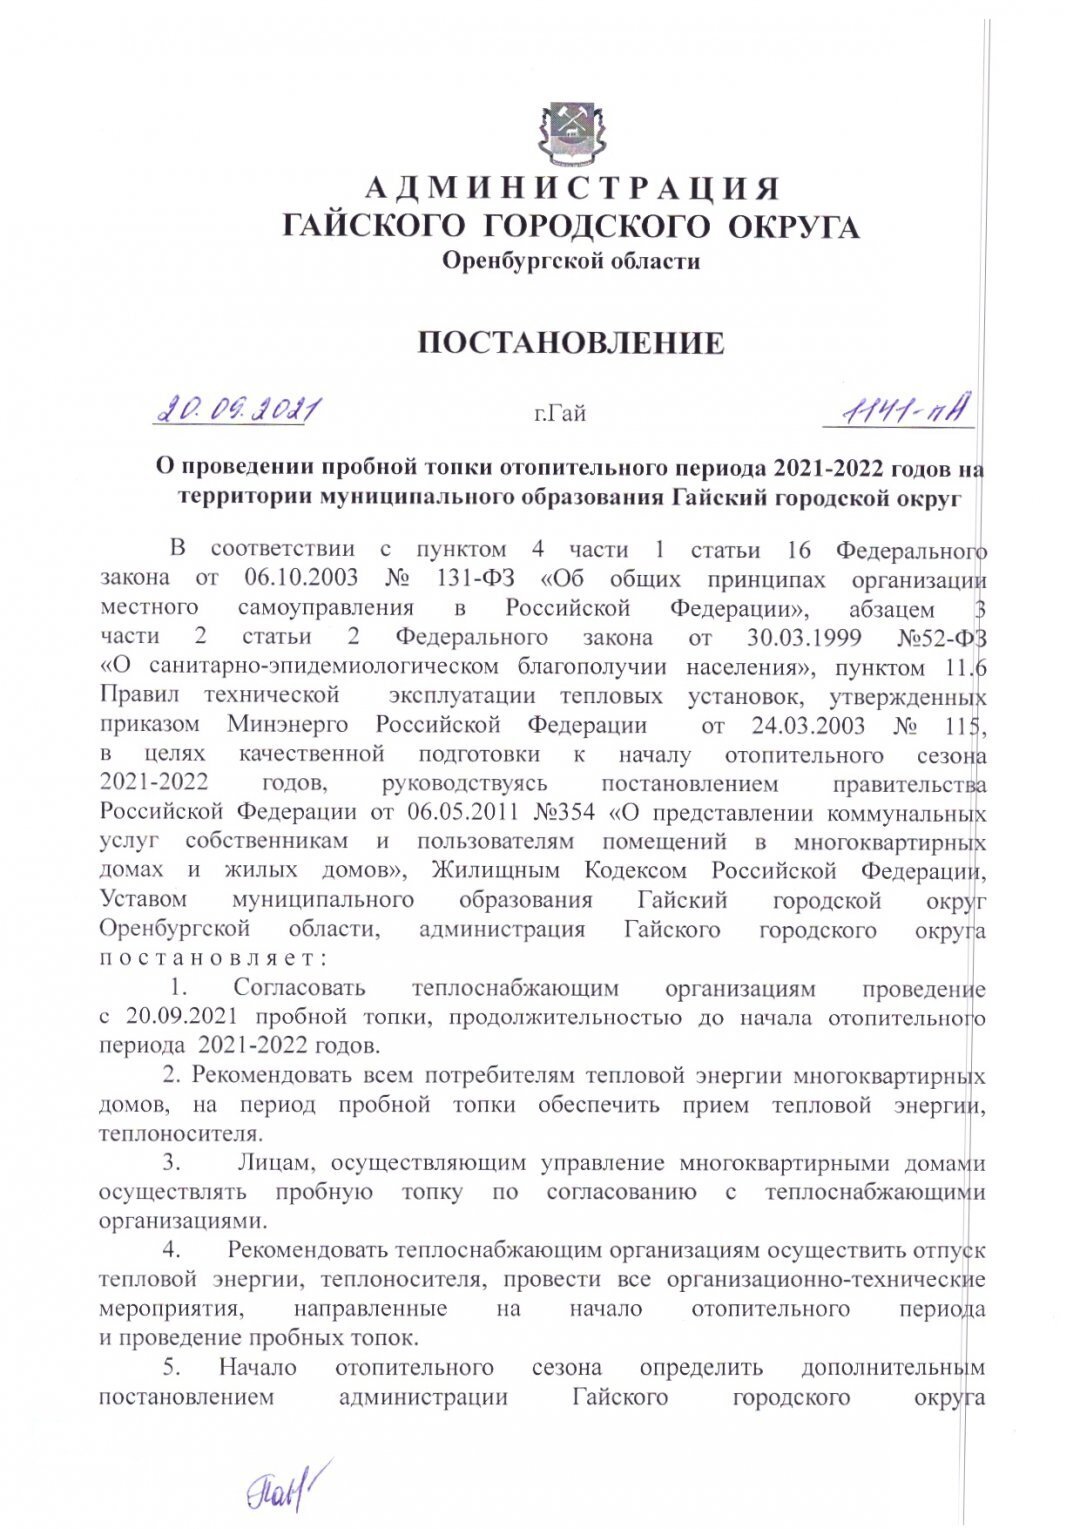 АДМИНИСТРАЦИЯ
ГАЙСКОГО ГОРОДСКОГО ОКРУГА
Оренбургской области
ПОСТАНОВЛЕНИЕ
20.09.2021 г.Гай 1141-пА
О проведении пробной топки отопительного периода 2021-2022 годов на
территории муниципального образования Гайский городской округ
В соответствии с пунктом 4 части 1 статьи 16 Федерального
закона от 06.10.2003 № 131-ФЗ «Об общих принципах организации
местного самоуправления в Российской Федерации», абзацем 3
части 2 статьи 2 Федерального закона от 30.03.1999 №52-ФЗ
«О санитарно-эпидемиологическом благополучии населения», пунктом 11.6
Правил технической эксплуатации тепловых установок, утвержденных
приказом Минэнерго Российской Федерации от 24.03.2003 № 115,
в целях качественной подготовки к началу отопительного сезона
2021-2022 годов, руководствуясь постановлением правительства
Российской Федерации от 06.05.2011 №354 «О представлении коммунальных
услуг собственникам и пользователям помещений в многоквартирных
домах и жилых домов», Жилищным Кодексом Российской Федерации,
Уставом муниципального образования Гайский городской округ
Оренбургской области, администрация Гайского городского округа
п о с т а н о в л я е т :
1. Согласовать теплоснабжающим организациям проведение
с 20.09.2021 пробной топки, продолжительностью до начала отопительного
периода 2021-2022 годов.
2. Рекомендовать всем потребителям тепловой энергии многоквартирных
домов, на период пробной топки обеспечить прием тепловой энергии,
теплоносителя.
3. Лицам, осуществляющим управление многоквартирными домами
осуществлять пробную топку по согласованию с теплоснабжающими
организациями.
4. Рекомендовать теплоснабжающим организациям осуществить отпуск
тепловой энергии, теплоносителя, провести все организационно-технические
мероприятия, направленные на начало отопительного периода
и проведение пробных топок.
5. Начало отопительного сезона определить дополнительным
постановлением администрации Гайского городского округа